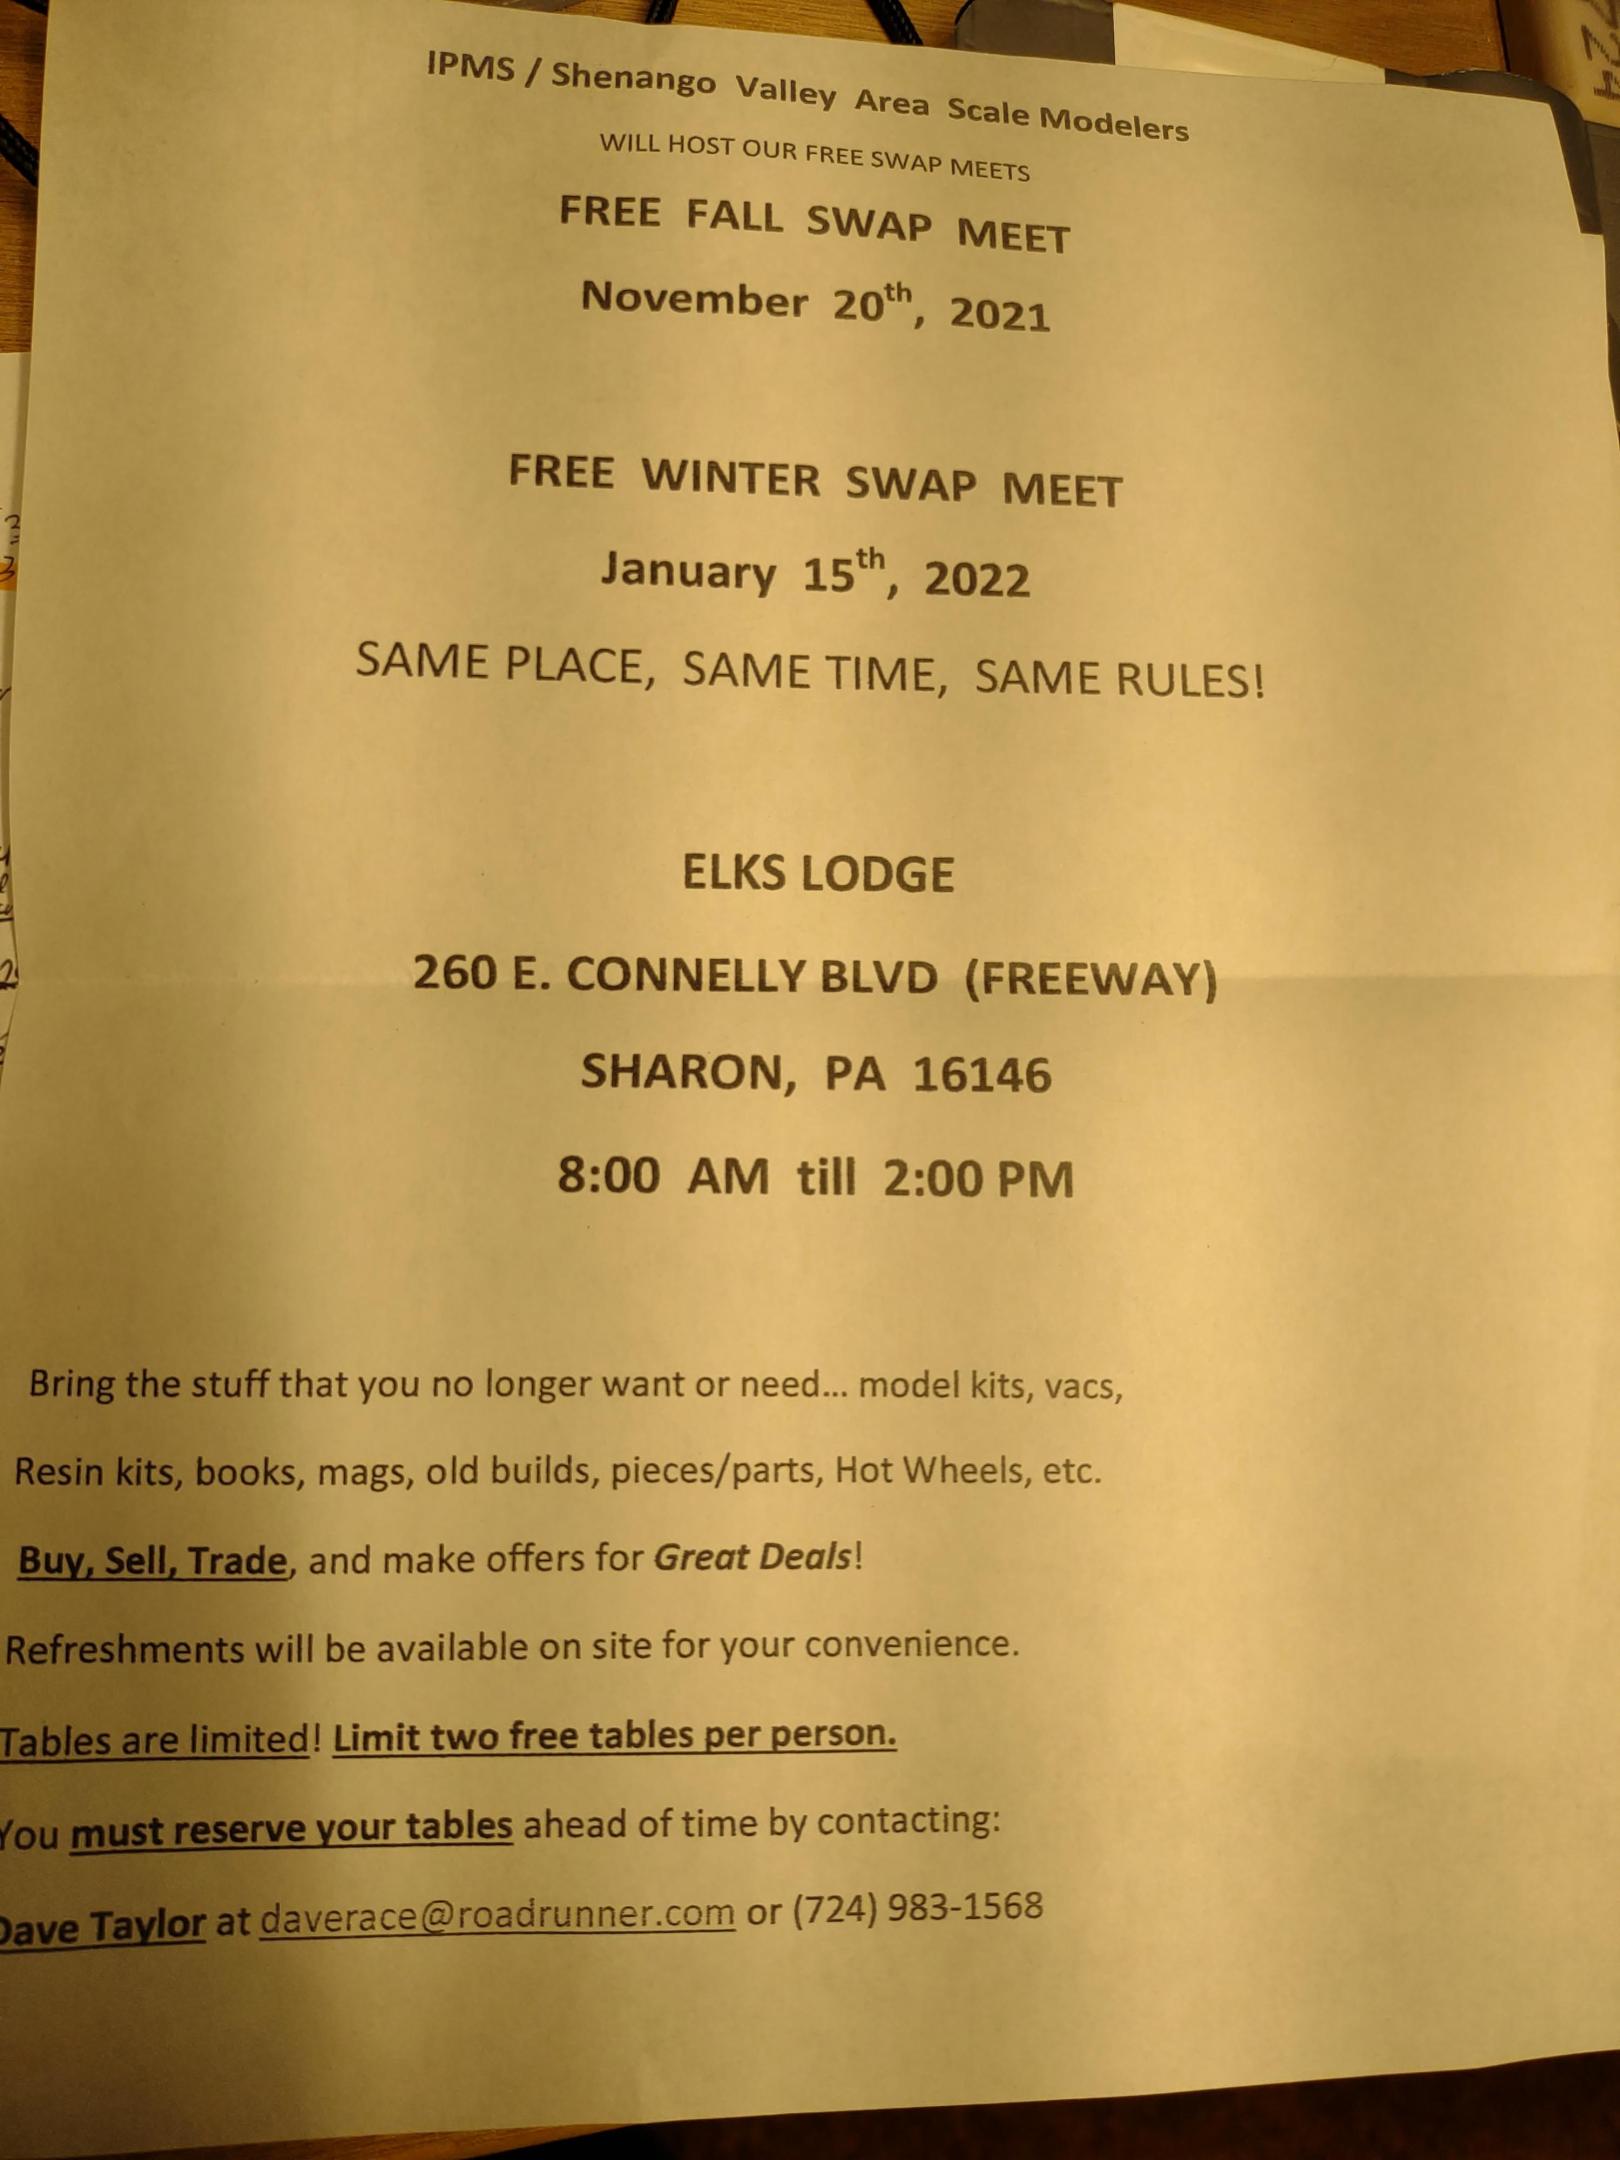 IPMS / Shenango Valley Area Scale Modelers
WILL HOST OUR FREE SWAP MEETS
FREE FALL SWAP MEET
November 20th, 2021
FREE WINTER SWAP MEET
January 15th, 2022
SAME PLACE, SAME TIME, SAME RULES!
ELKS LODGE
260 E. CONNELLY BLVD (FREEWAY)
SHARON, PA 16146
8:00 AM till 2:00 PM
Bring the stuff that you no longer want or need... model kits, vacs,
Resin kits, books, mags, old builds, pieces/parts, Hot Wheels, etc.
Buy, Sell, Trade, and make offers for Great Deals!
Refreshments will be available on site for your convenience.
Tables are limited! Limit two free tables per person.
You must reserve your tables ahead of time by contacting:
Dave Taylor at daverace@roadrunner.com or (724) 983-1568